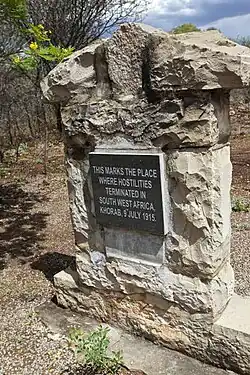 THIS MARKS THE PLACE
WHERE HOSTILITIES
TERMINATED IN
SOUTH WEST AFRICA,
KHORAB, 9 JULY 1915.